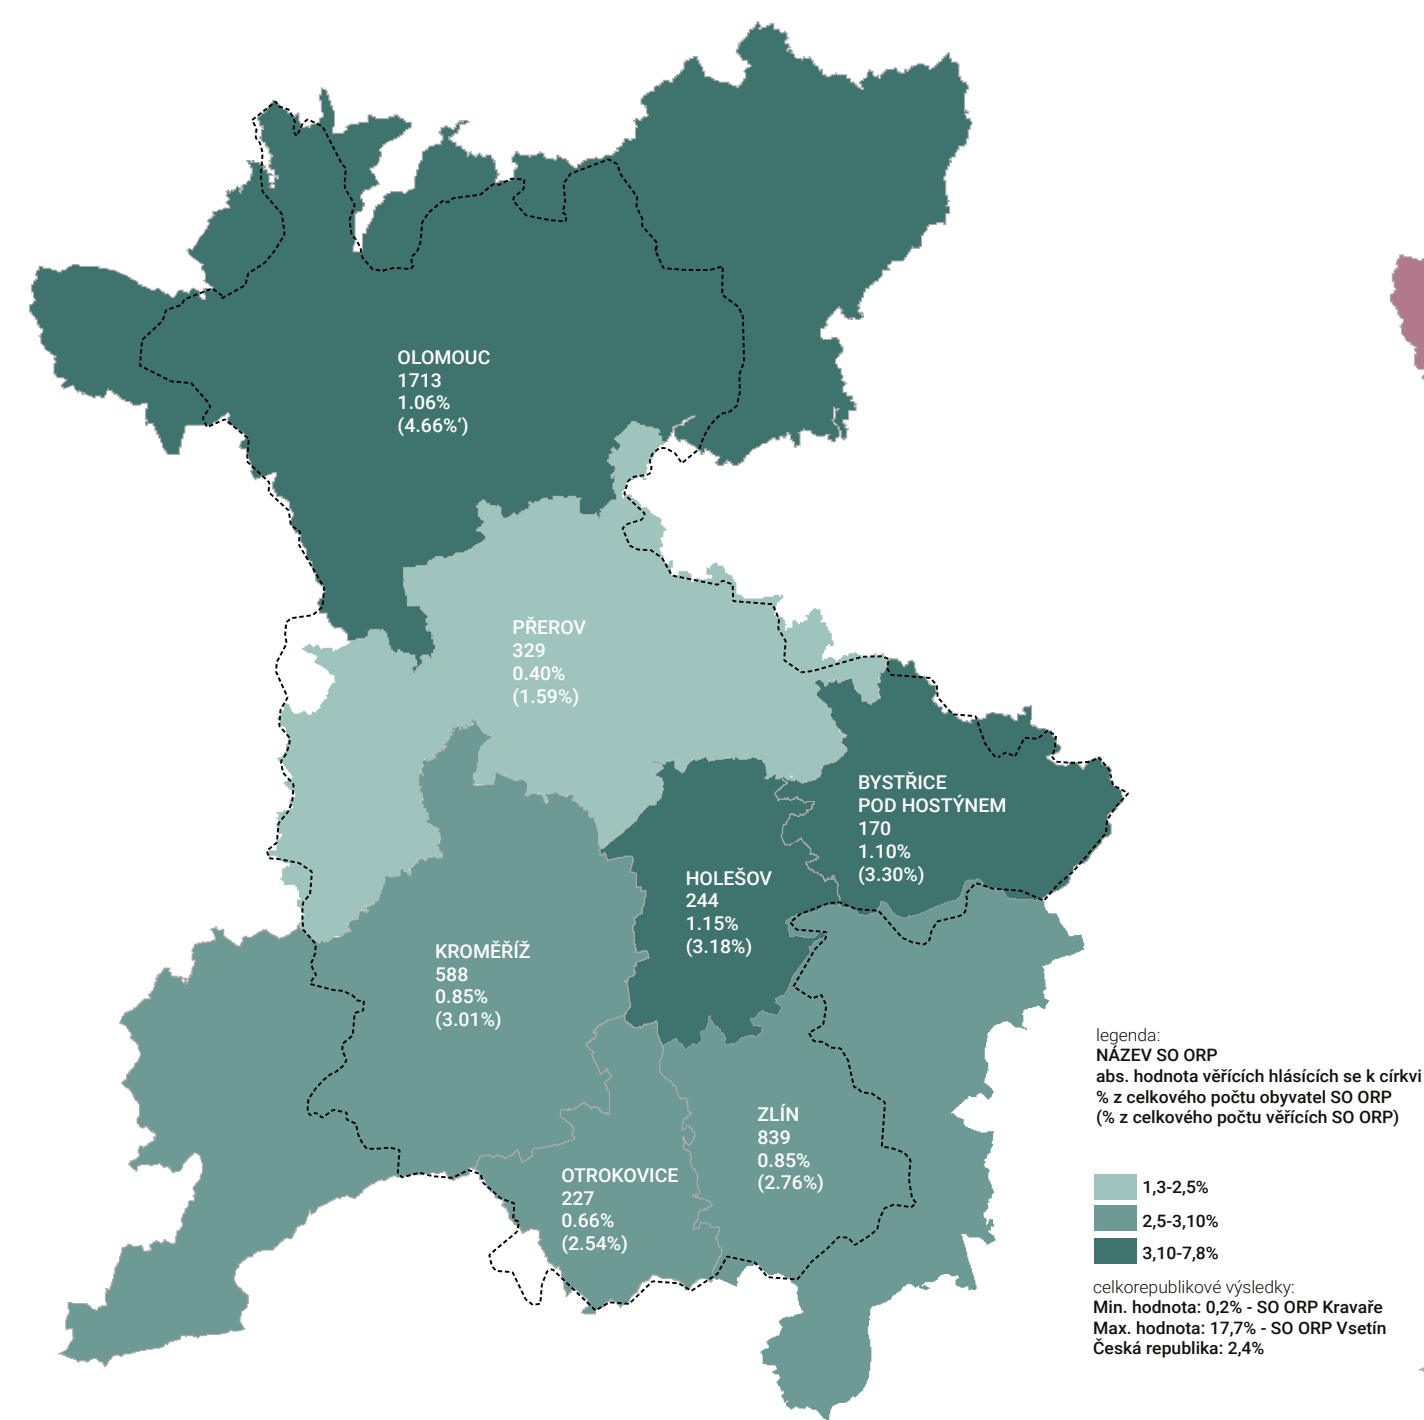 OLOMOUC
1713
1.06%
(4.66%‘)
PŘEROV
329
0.40%
(1.59%)
BYSTŘICE
POD HOSTÝNEM
170
1.10%
(3.30%)
HOLEŠOV
244
1.15%
(3.18%)
KROMĚŘÍŽ
588
0.85%
(3.01%)
ZLÍN
839
0.85%
(2.76%)
OTROKOVICE
227
0.66%
(2.54%)
legenda:
NÁZEV SO ORP
abs. hodnota věřících hlásících se k církvi
% z celkového počtu obyvatel SO ORP
(% z celkového počtu věřících SO ORP)
1,3-2,5%
2,5-3,10%
3,10-7,8%
celkorepublikové výsledky:
Min. hodnota: 0,2% - SO ORP Kravaře
Max. hodnota: 17,7% - SO ORP Vsetín
Česká republika: 2,4%